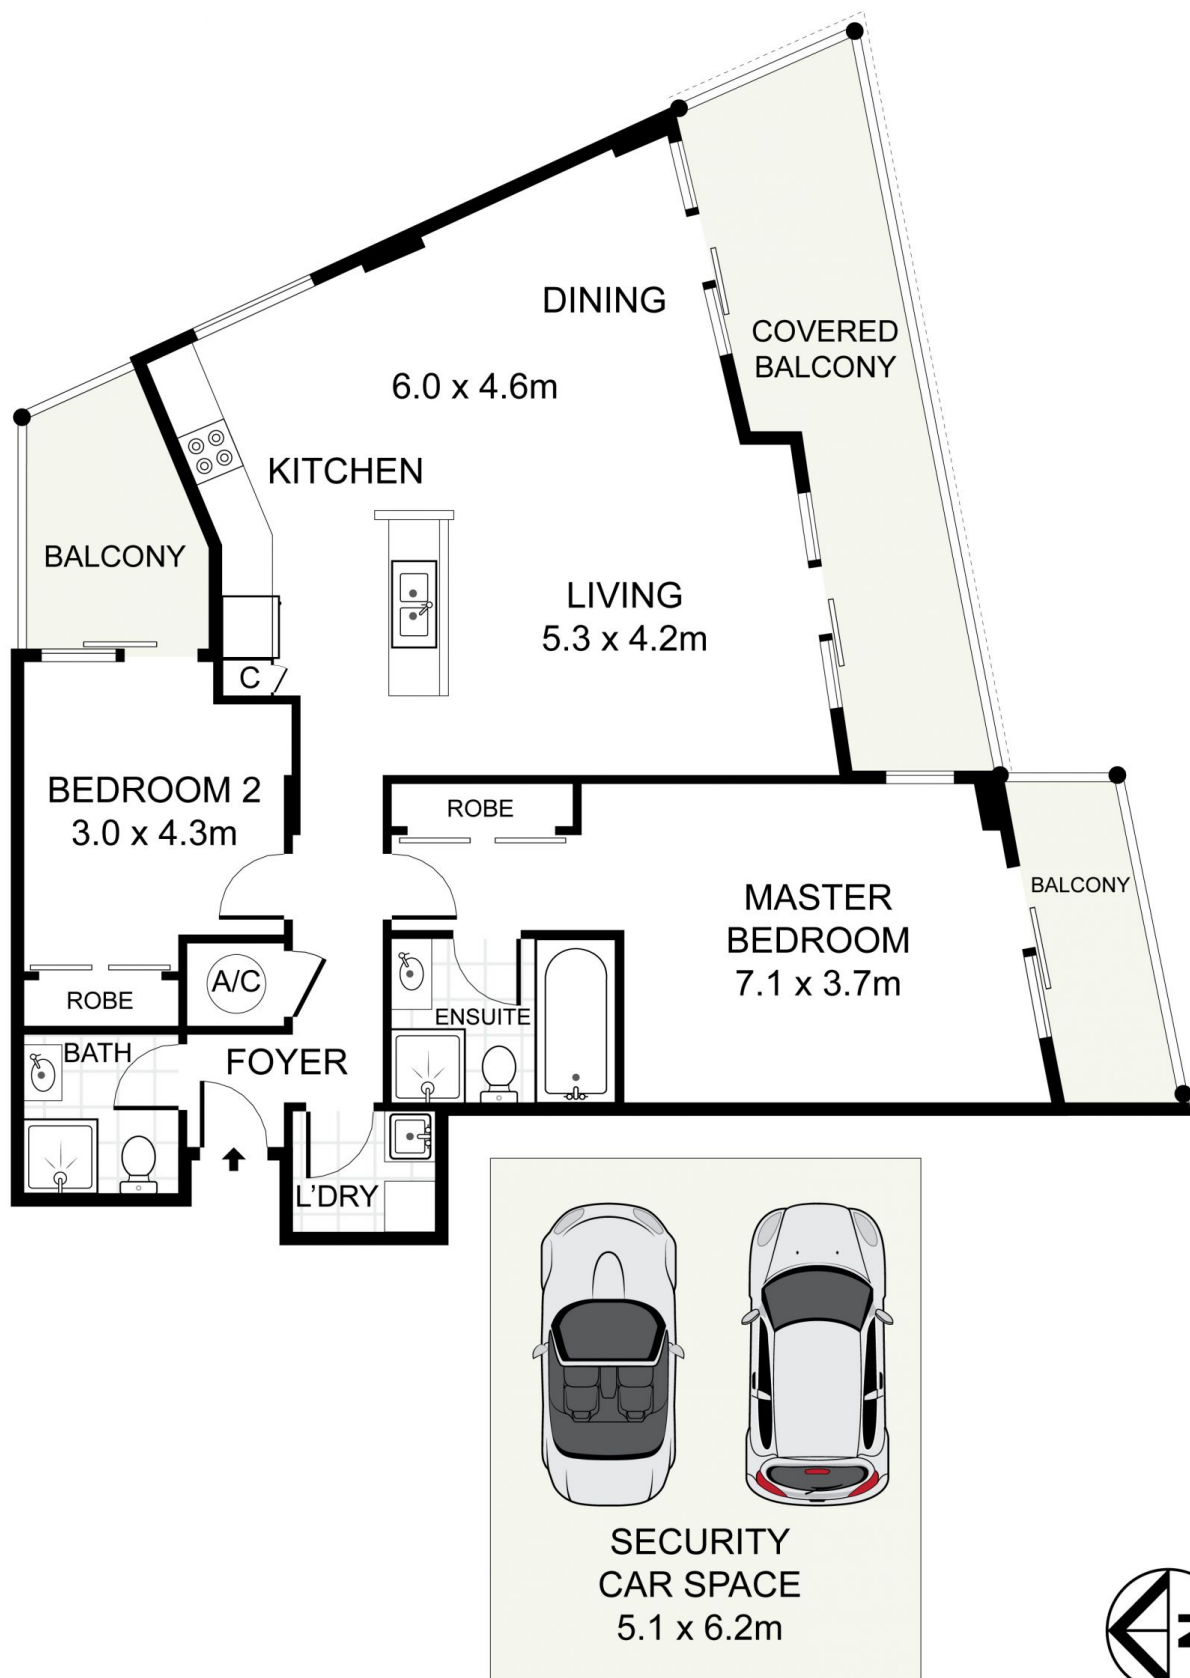 DINING
COVERED
BALCONY
6.0 x 4.6m
KITCHEN
BALCONY
LIVING
5.3 x 4.2m
C
BEDROOM 2
3.0 x 4.3m
ROBE
MASTER
BEDROOM
7.1 x 3.7m
BALCONY
A/C
ROBE
ENSUITE
BATH
FOYER
L'DRY
SECURITY
CAR SPACE
5.1 x 6.2m
N